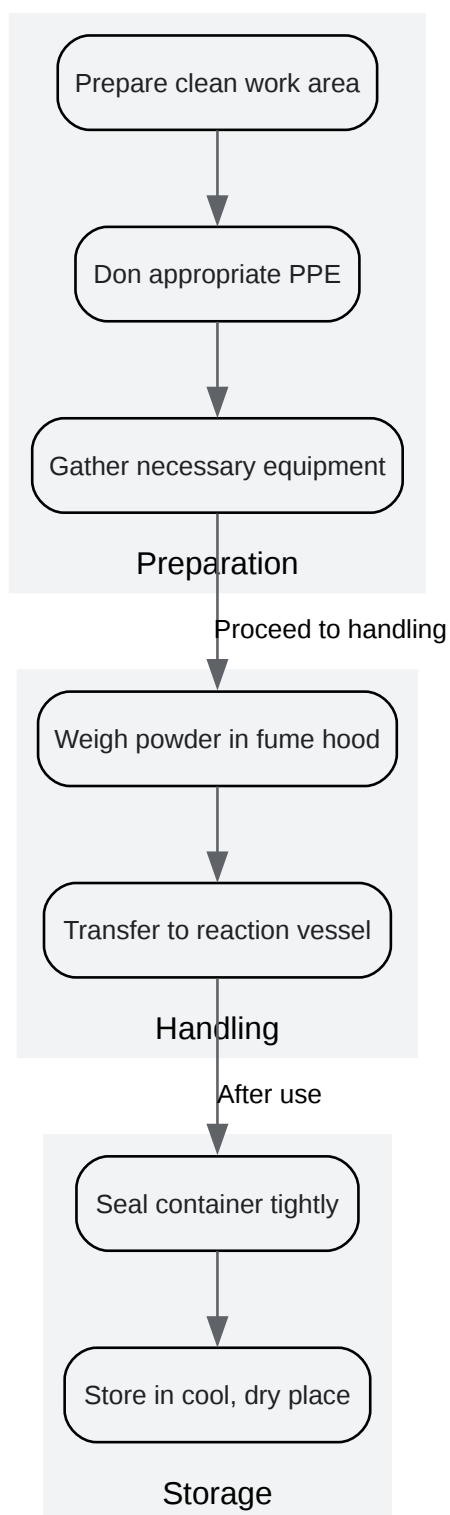 Prepare clean work area
Don appropriate PPE
Gather necessary equipment
Preparation
Proceed to handling
Weigh powder in fume hood
Transfer to reaction vessel
Handling
After use
Seal container tightly
Store in cool, dry place
Storage